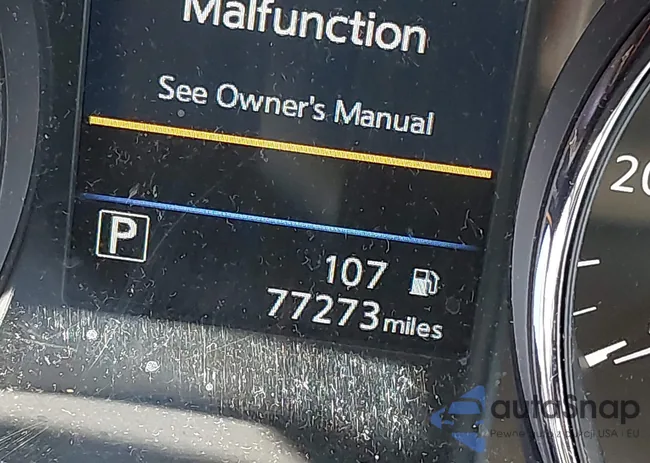 Malfunction
See Owner's Manual
P
107
77273 miles
20
autoSnap